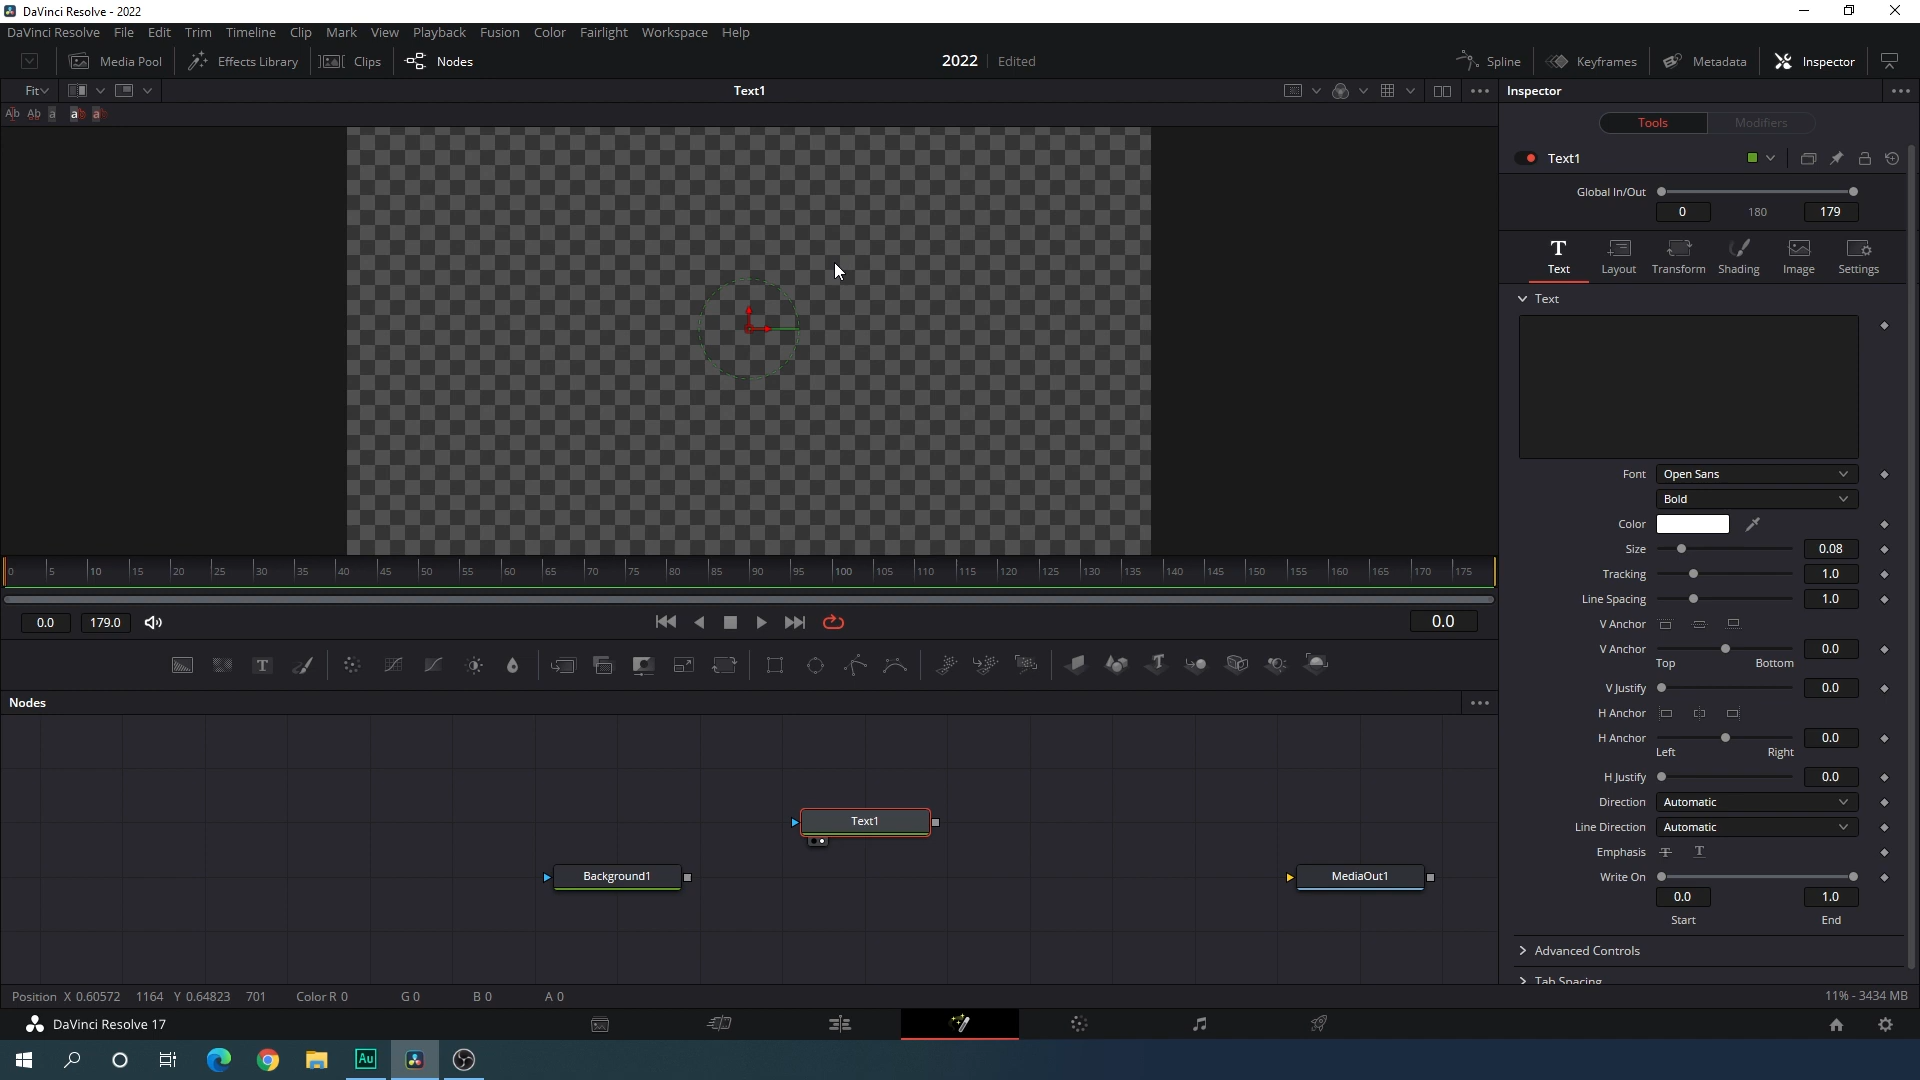 DaVinci Resolve - 2022
DaVinci Resolve File Edit Trim Timeline Clip Mark View Playback Fusion Color Fairlight Workspace Help
Media Pool Effects Library Clips Nodes 2022 Edited Spline Keyframes Metadata Inspector
Fit Text1 Inspector
Tools Modifiers
Text1
Global In/Out
0 180 179
Text Layout Transform Shading Image Settings
Text
Font Open Sans
Bold
Color
Size 0.08
Tracking 1.0
Line Spacing 1.0
V Anchor
V Anchor 0.0
Top Bottom
V Justify 0.0
H Anchor
H Anchor 0.0
Left Right
H Justify 0.0
Direction Automatic
Line Direction Automatic
Emphasis
Write On
0.0 1.0
Start End
Advanced Controls
Tab Spacing
0 5 10 15 20 25 30 35 40 45 50 55 60 65 70 75 80 85 90 95 100 105 110 115 120 125 130 135 140 145 150 155 160 165 170 175
0.0 179.0 0.0
Nodes
Text1
Background1 MediaOut1
Position X 0.60572 1164 Y 0.64823 701 Color R 0 G 0 B 0 A 0 11% - 3434 MB
DaVinci Resolve 17
Au